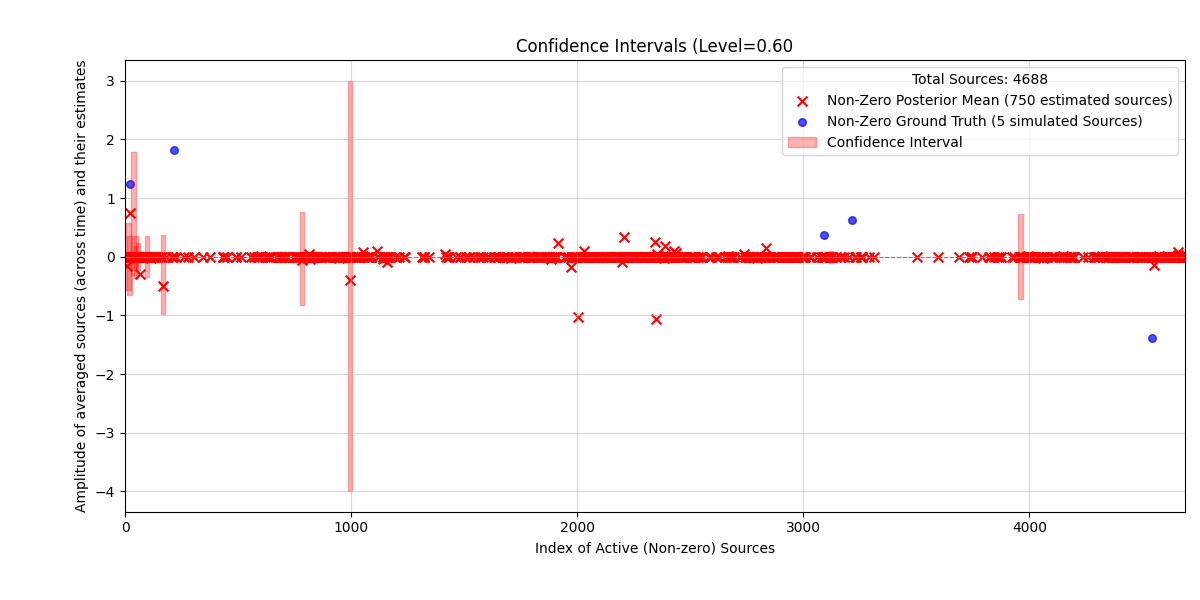 Confidence Intervals (Level=0.60
Amplitude of averaged sources (across time) and their estimates
3
2
1
0
−1
−2
−3
−4
Total Sources: 4688
Non-Zero Posterior Mean (750 estimated sources)
Non-Zero Ground Truth (5 simulated Sources)
Confidence Interval
0 1000 2000 3000 4000
Index of Active (Non-zero) Sources